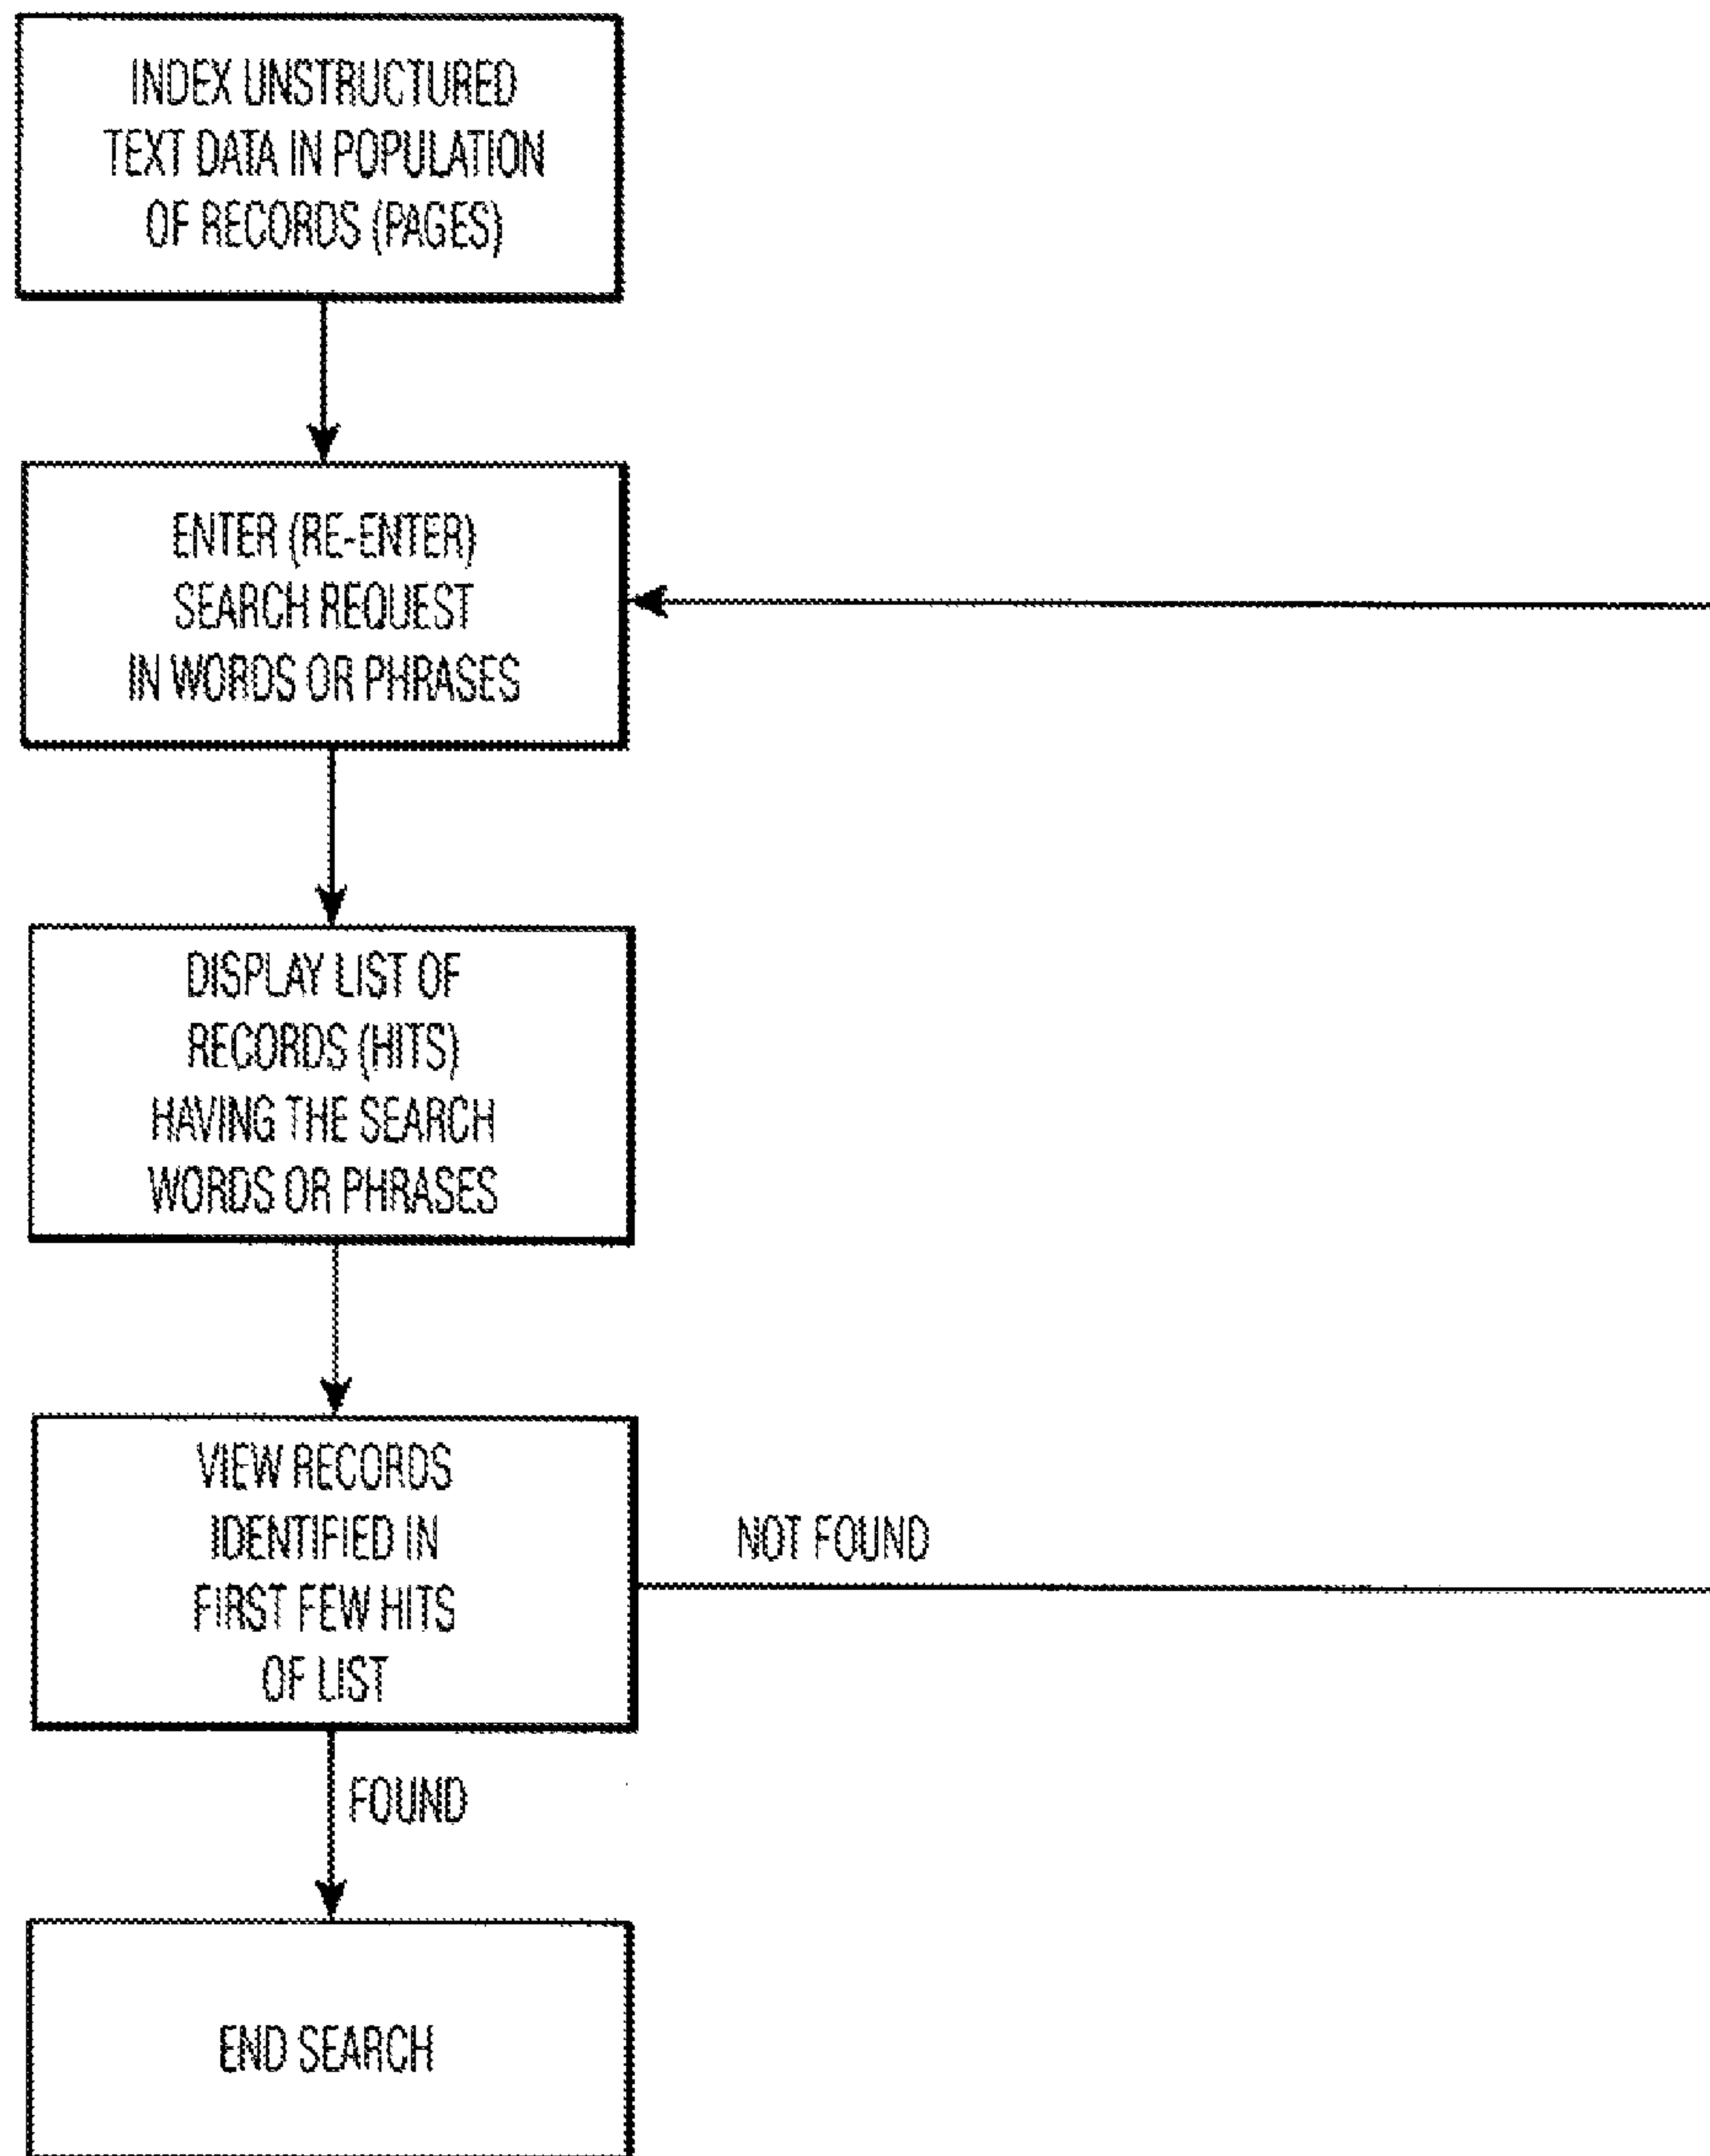 INDEX UNSTRUCTURED
TEXT DATA IN POPULATION
OF RECORDS (PAGES)
ENTER (RE-ENTER)
SEARCH REQUEST
IN WORDS OR PHRASES
DISPLAY LIST OF
RECORDS (HITS)
HAVING THE SEARCH
WORDS OR PHRASES
VIEW RECORDS
IDENTIFIED IN
FIRST FEW HITS
OF LIST
NOT FOUND
FOUND
END SEARCH